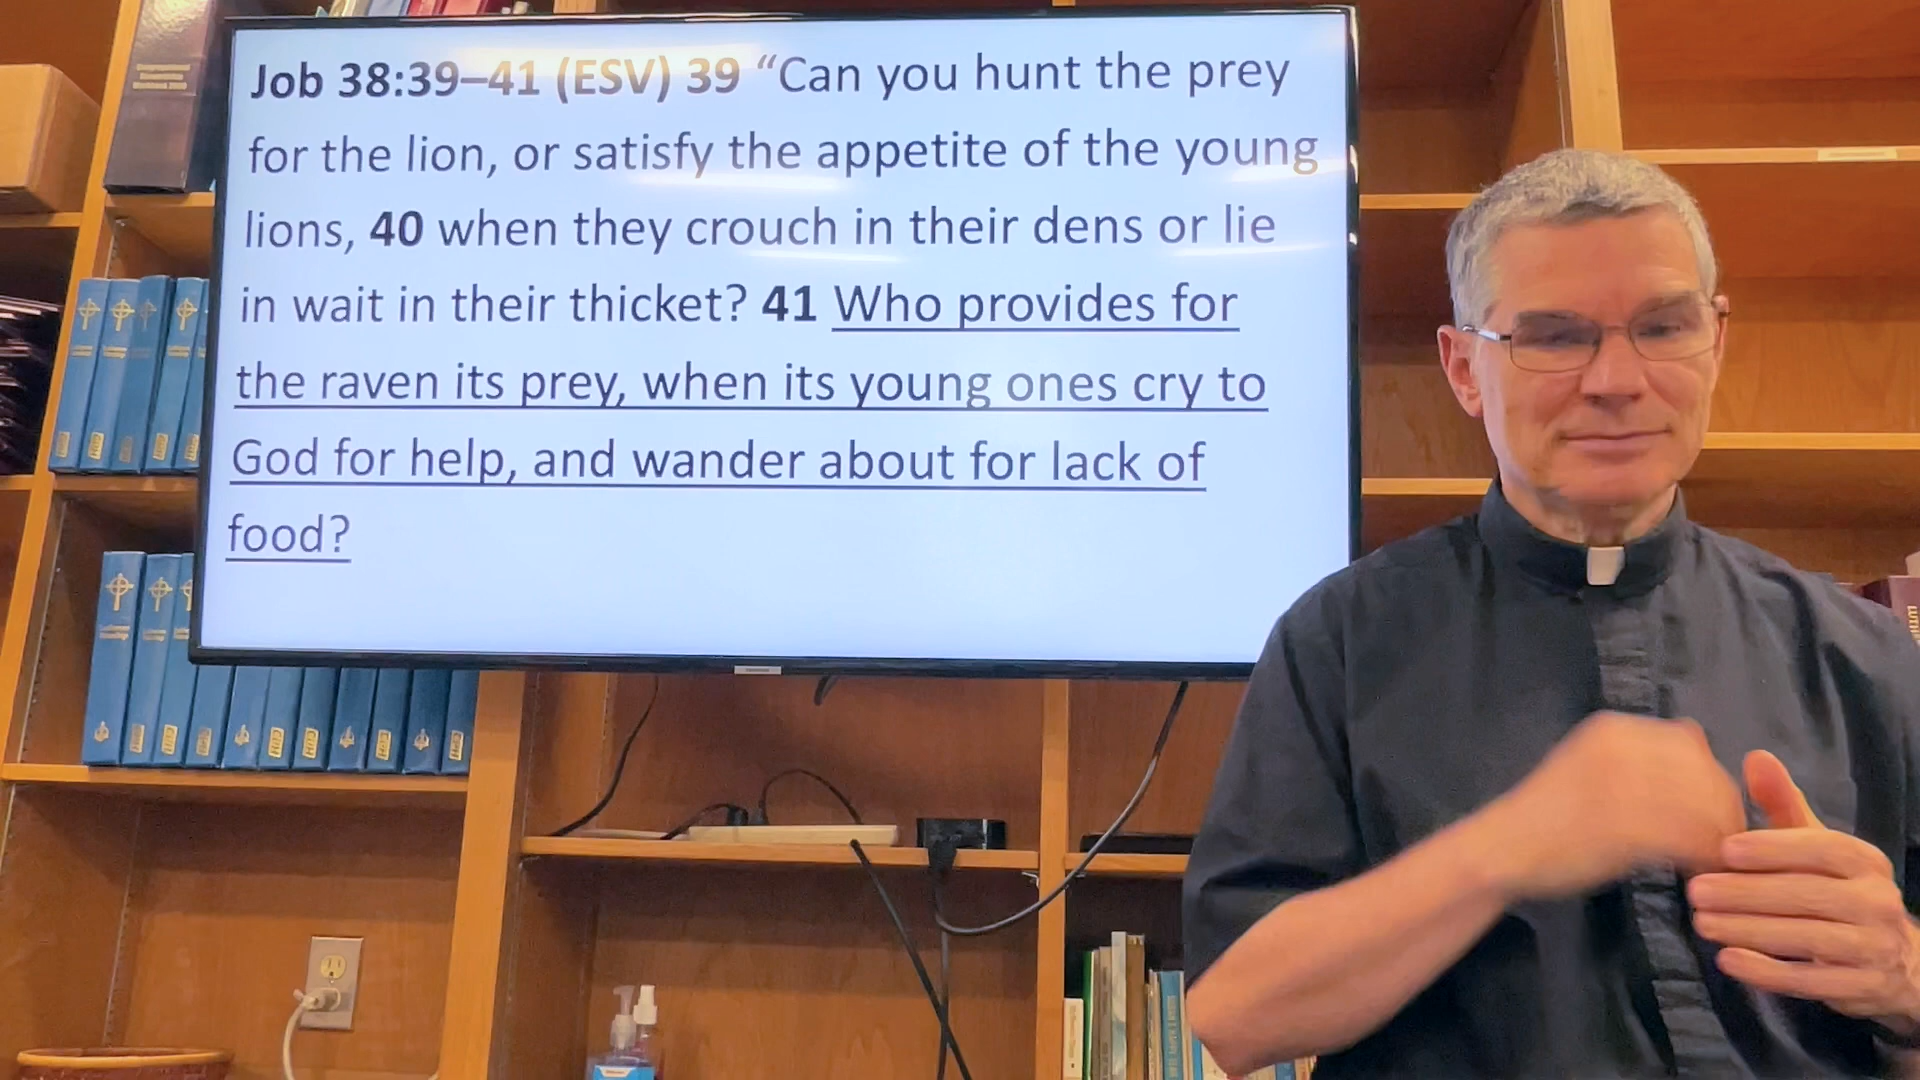 Job 38:39–41 (ESV) 39 “Can you hunt the prey
for the lion, or satisfy the appetite of the young
lions, 40 when they crouch in their dens or lie
in wait in their thicket? 41 Who provides for
the raven its prey, when its young ones cry to
God for help, and wander about for lack of
food?